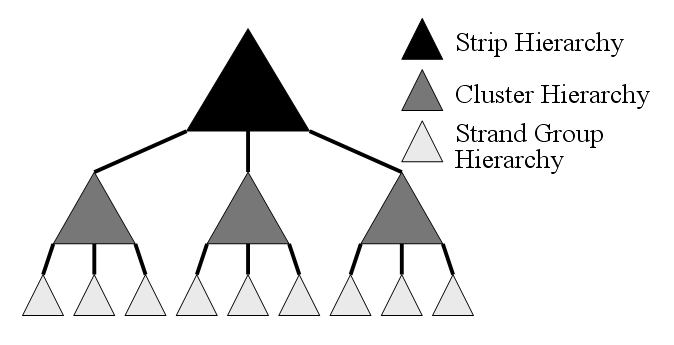 Strip Hierarchy
Cluster Hierarchy
Strand Group
Hierarchy